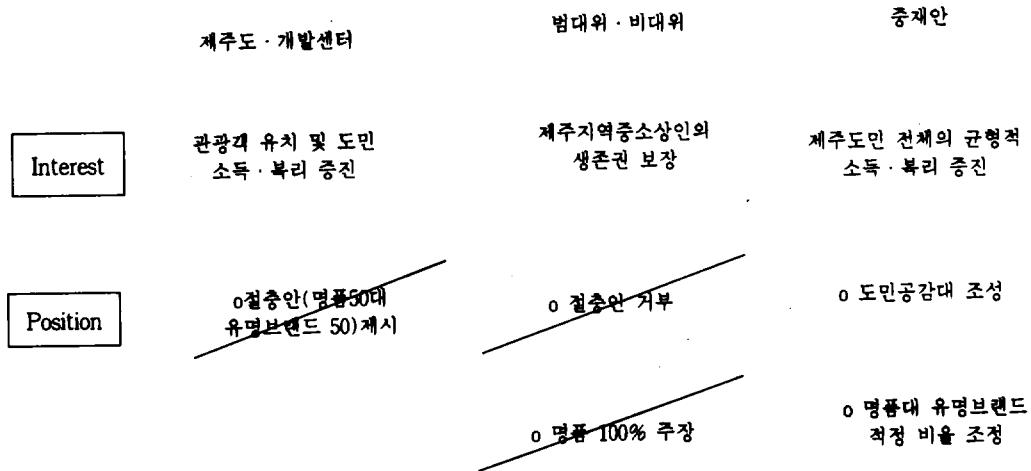 제주도 · 개발센터
범대위 · 비대위
중재안
Interest
관광객 유치 및 도민
소득 · 복리 증진
제주지역중소상인의
생존권 보장
제주도민 전체의 균형적
소득 · 복리 증진
Position
o절충안(명품50대
유명브랜드 50)제시
o 절충안 거부
o 도민공감대 조성
o 명품 100% 주장
o 명품대 유명브랜드
적정 비율 조정